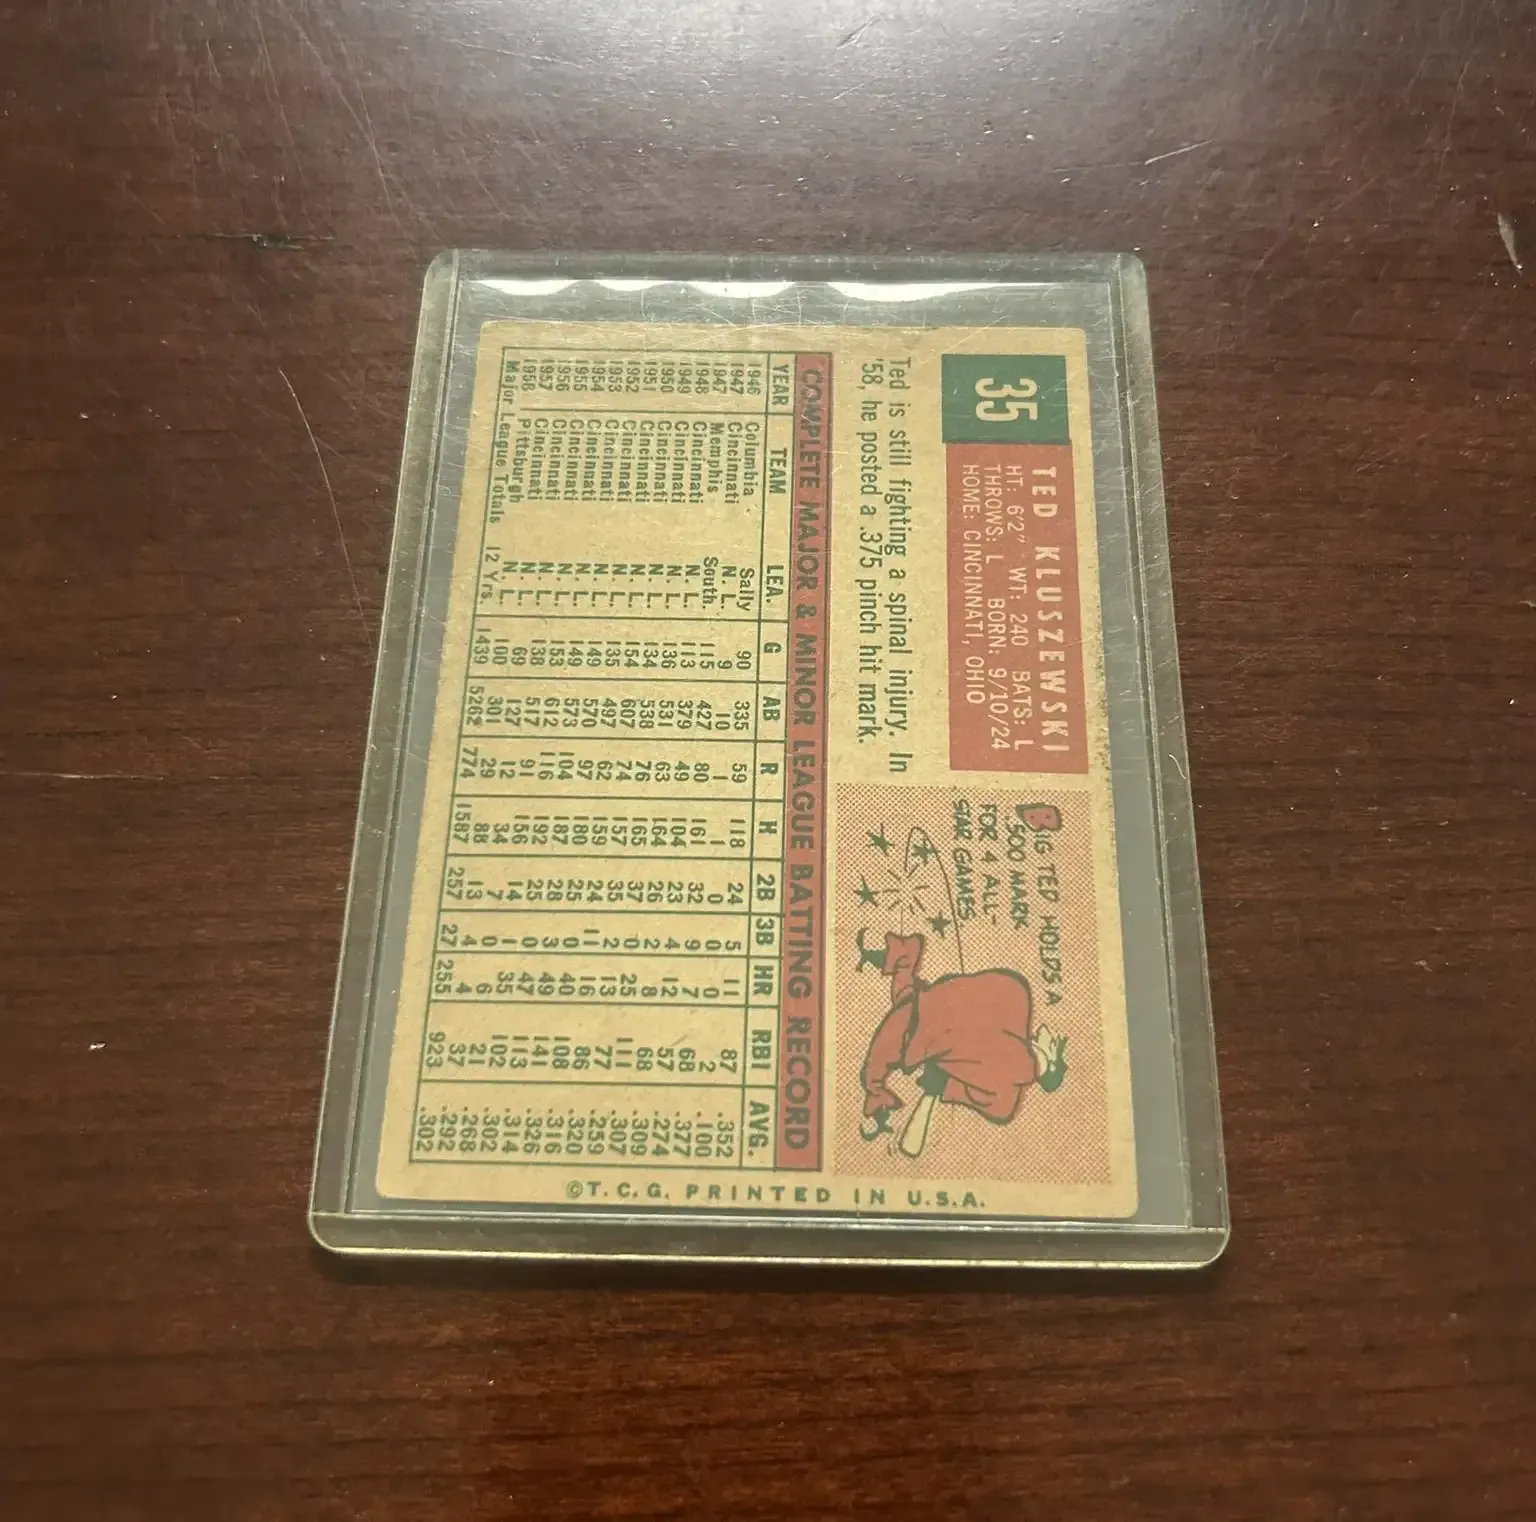 35
TED KLUSZEWSKI
HT: 6'2" WT: 240 BATS: L
THROWS: L BORN: 9/10/24
HOME: CINCINNATI, OHIO
Ted is still fighting a spinal injury. In
'58, he posted a .375 pinch hit mark.
BIG TED HOLDS A
.500 MARK
FOR 4 ALL-
STAR GAMES
COMPLETE MAJOR & MINOR LEAGUE BATTING RECORD
YEAR TEAM LEA. G AB R H 2B 3B HR RBI AVG.
1946 Columbia Sally 90 335 59 118 24 5 11 87 .352
1947 Cincinnati N. L. 9 10 1 1 0 0 0 2 .100
1947 Memphis South. 115 427 80 161 32 9 7 68 .377
1948 Cincinnati N. L. 113 379 49 104 23 4 12 57 .274
1949 Cincinnati N. L. 136 531 63 164 26 2 8 68 .309
1950 Cincinnati N. L. 134 538 76 165 37 0 25 111 .307
1951 Cincinnati N. L. 154 607 74 157 35 2 13 77 .259
1952 Cincinnati N. L. 135 497 62 159 24 11 16 86 .320
1953 Cincinnati N. L. 149 570 97 180 25 0 40 108 .316
1954 Cincinnati N. L. 149 573 104 187 28 3 49 141 .326
1955 Cincinnati N. L. 153 612 116 192 25 0 47 113 .314
1956 Cincinnati N. L. 138 517 91 156 14 1 35 102 .302
1957 Cincinnati N. L. 69 127 12 34 7 0 6 21 .268
1958 Pittsburgh N. L. 100 301 29 88 13 4 4 37 .292
Major League Totals 12 Yrs. 1439 5262 774 1587 257 27 255 923 .302
©T. C. G. PRINTED IN U.S.A.